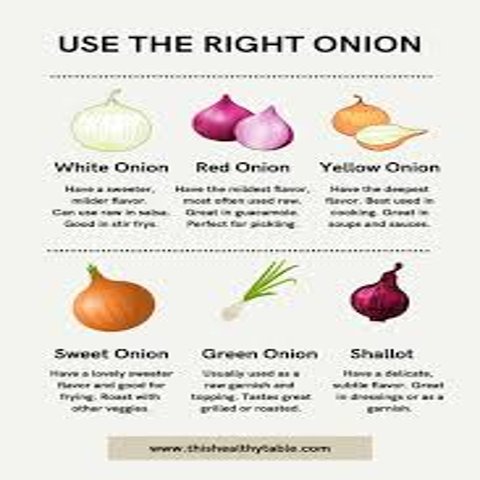 USE THE RIGHT ONION
White Onion
Have a sweeter,
milder flavor.
Can use raw in salsa.
Good in stir frys.
Red Onion
Have the mildest flavor,
most often used raw.
Great in guacamole.
Perfect for pickling.
Yellow Onion
Have the deepest
flavor. Best used in
cooking. Great in
soups and sauces.
Sweet Onion
Have a lovely sweeter
flavor and good for
frying. Roast with
other veggies.
Green Onion
Usually used as a
raw garnish and
topping. Tastes great
grilled or roasted.
Shallot
Have a delicate,
subtle flavor. Great
in dressings or as a
garnish.
www.thishealthytable.com